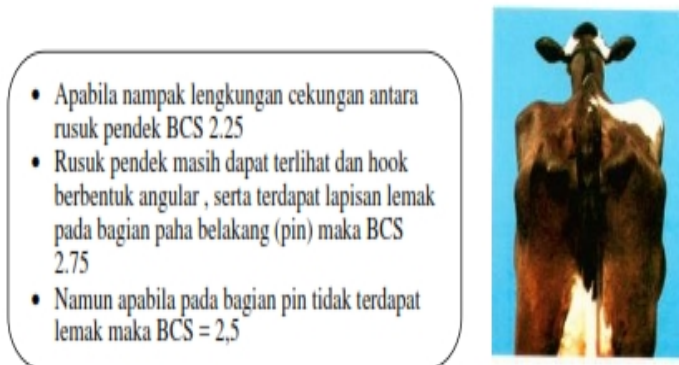 • Apabila nampak lengkungan cekungan antara
rusuk pendek BCS 2.25
• Rusuk pendek masih dapat terlihat dan hook
berbentuk angular , serta terdapat lapisan lemak
pada bagian paha belakang (pin) maka BCS
2.75
• Namun apabila pada bagian pin tidak terdapat
lemak maka BCS = 2,5